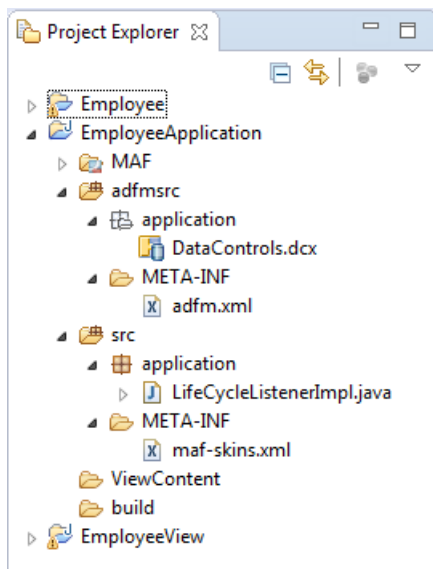 Project Explorer
Employee
EmployeeApplication
MAF
adfmsrc
application
DataControls.dcx
META-INF
adfm.xml
src
application
LifeCycleListenerImpl.java
META-INF
maf-skins.xml
ViewContent
build
EmployeeView